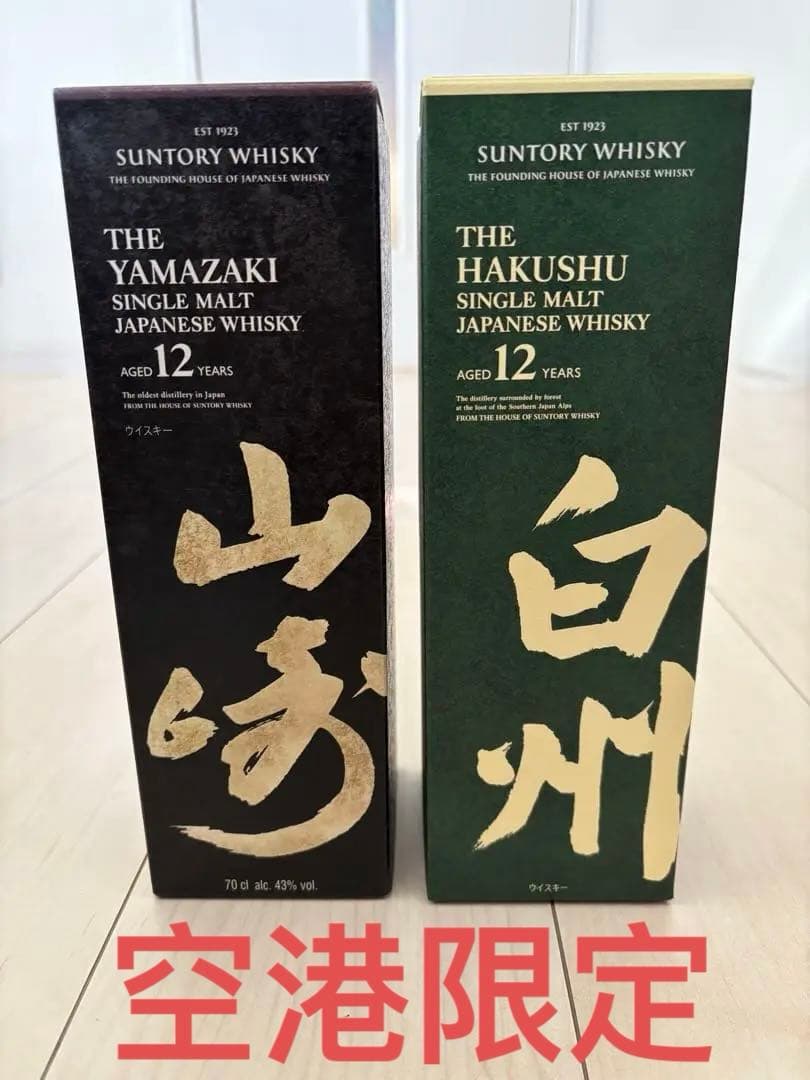 EST 1923
SUNTORY WHISKY
THE FOUNDING HOUSE OF JAPANESE WHISKY
THE
YAMAZAKI
SINGLE MALT
JAPANESE WHISKY
AGED 12 YEARS
The oldest distillery in Japan
FROM THE HOUSE OF SUNTORY WHISKY
ウイスキー
山
崎
70 cl alc. 43% vol.
EST 1923
SUNTORY WHISKY
THE FOUNDING HOUSE OF JAPANESE WHISKY
THE
HAKUSHU
SINGLE MALT
JAPANESE WHISKY
AGED 12 YEARS
The distillery surrounded by forest
at the foot of the Southern Japan Alps
FROM THE HOUSE OF SUNTORY WHISKY
白
州
ウイスキー
空港限定